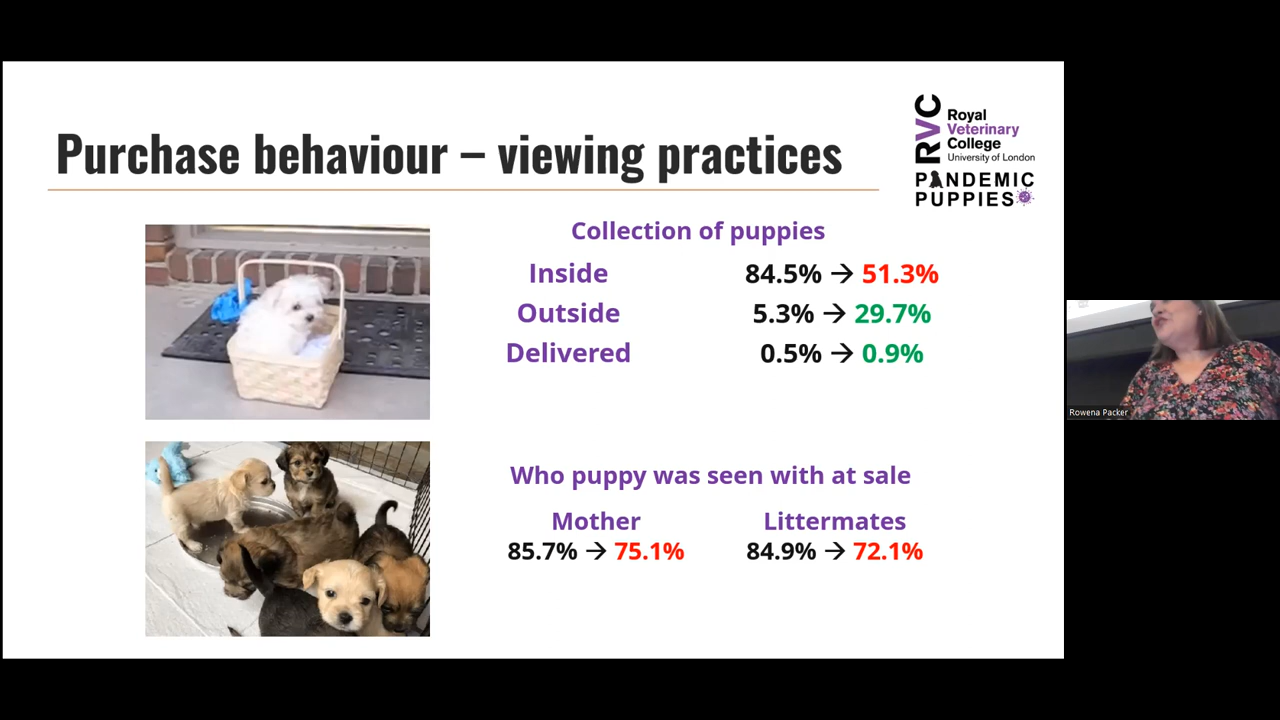 Purchase behaviour – viewing practices
RVC
Royal
Veterinary
College
University of London
PANDEMIC
PUPPIES
Collection of puppies
Inside 84.5% → 51.3%
Outside 5.3% → 29.7%
Delivered 0.5% → 0.9%
Who puppy was seen with at sale
Mother Littermates
85.7% → 75.1% 84.9% → 72.1%
Rowena Packer